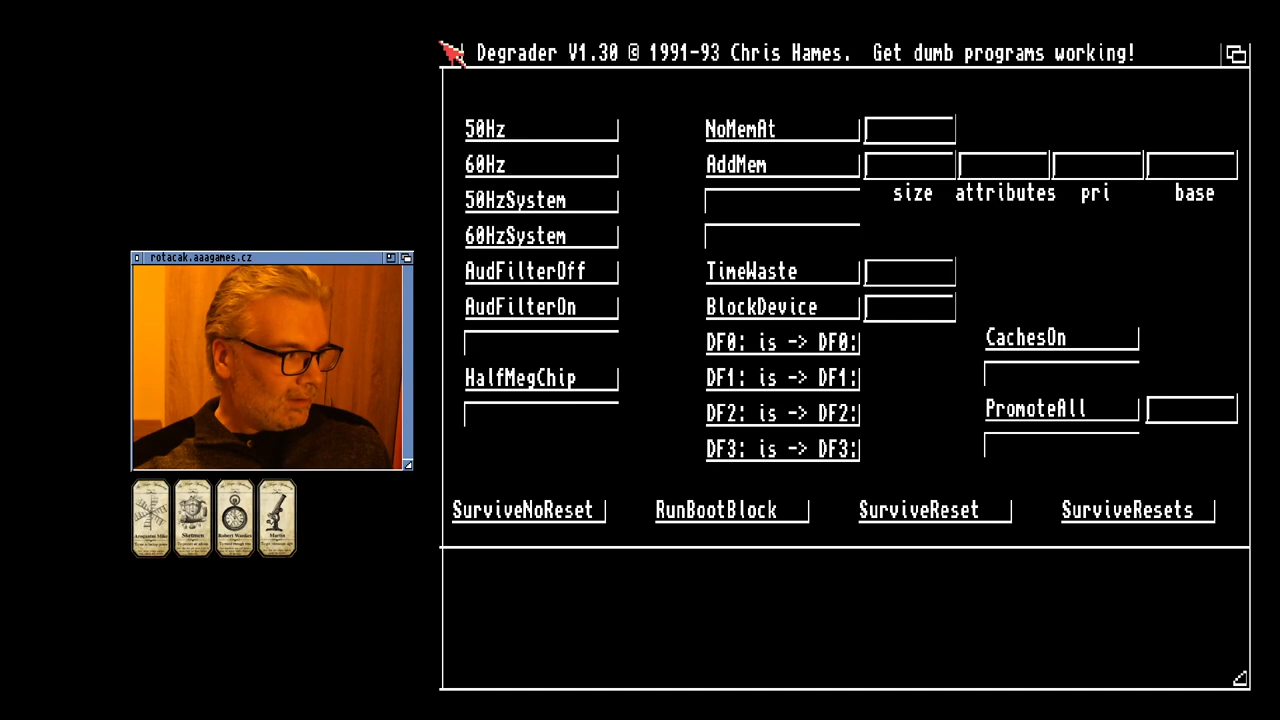 Degrader V1.30 © 1991-93 Chris Hames. Get dumb programs working!
50Hz
NoMemAt
60Hz
AddMem
size attributes pri base
50HzSystem
60HzSystem
AudFilterOff
TimeWaste
AudFilterOn
BlockDevice
DF0: is -> DF0:
CachesOn
HalfMegChip
DF1: is -> DF1:
DF2: is -> DF2:
PromoteAll
DF3: is -> DF3:
SurviveNoReset RunBootBlock SurviveReset SurviveResets
rotacak.aaagames.cz
Martin